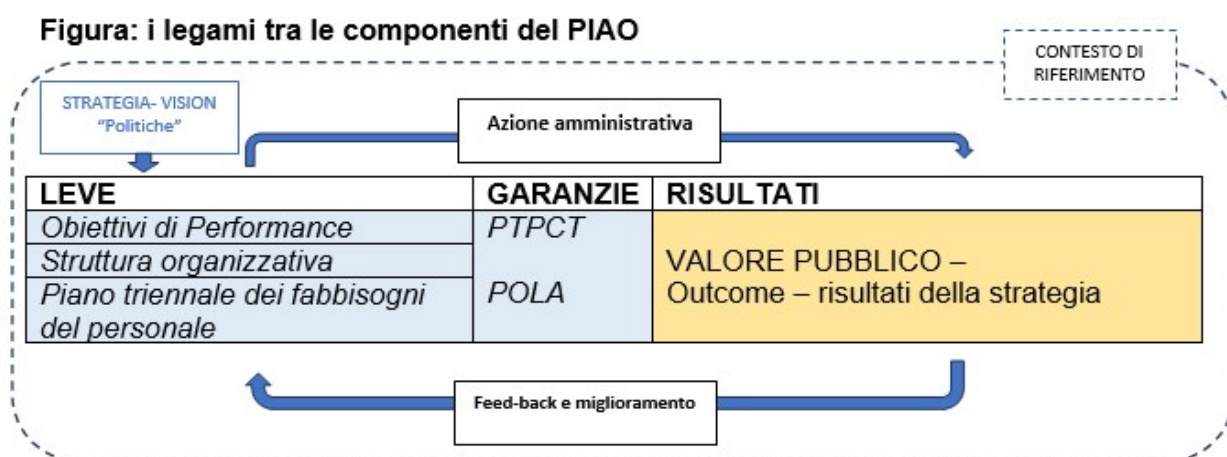 Figura: i legami tra le componenti del PIAO
CONTESTO DI
RIFERIMENTO
STRATEGIA- VISION
“Politiche”
Azione amministrativa
LEVE GARANZIE RISULTATI
Obiettivi di Performance PTPCT
Struttura organizzativa VALORE PUBBLICO –
Piano triennale dei fabbisogni POLA Outcome – risultati della strategia
del personale
Feed-back e miglioramento